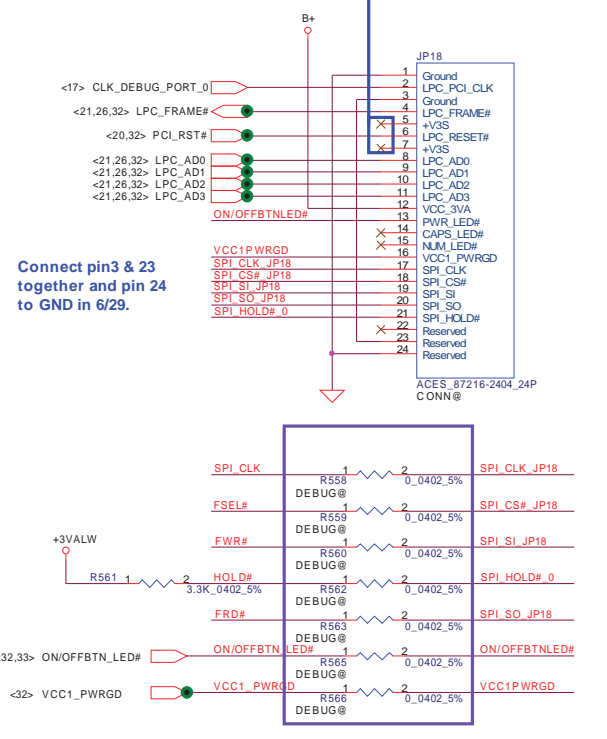 B+
JP18
1 Ground
<17> CLK_DEBUG_PORT_0 2 LPC_PCI_CLK
3 Ground
<21,26,32> LPC_FRAME# 4 LPC_FRAME#
5 +V3S
<20,32> PCI_RST# 6 LPC_RESET#
7 +V3S
<21,26,32> LPC_AD0 8 LPC_AD0
<21,26,32> LPC_AD1 9 LPC_AD1
<21,26,32> LPC_AD2 10 LPC_AD2
<21,26,32> LPC_AD3 11 LPC_AD3
12 VCC_3VA
ON/OFFBTNLED# 13 PWR_LED#
14 CAPS_LED#
15 NUM_LED#
VCC1PWRGD 16 VCC1_PWRGD
SPI_CLK_JP18 17 SPI_CLK
SPI_CS#_JP18 18 SPI_CS#
SPI_SI_JP18 19 SPI_SI
SPI_SO_JP18 20 SPI_SO
SPI_HOLD#_0 21 SPI_HOLD#
22 Reserved
23 Reserved
24 Reserved
Connect pin3 & 23
together and pin 24
to GND in 6/29.
ACES_87216-2404_24P
CONN@
SPI_CLK 1 2 SPI_CLK_JP18
R558 0_0402_5%
DEBUG@
FSEL# 1 2 SPI_CS#_JP18
R559 0_0402_5%
DEBUG@
FWR# 1 2 SPI_SI_JP18
R560 0_0402_5%
DEBUG@
+3VALW
R561 1 2 HOLD# 1 2 SPI_HOLD#_0
3.3K_0402_5% R562 0_0402_5%
DEBUG@
FRD# 1 2 SPI_SO_JP18
R563 0_0402_5%
DEBUG@
32,33> ON/OFFBTN_LED# ON/OFFBTN_LED# 1 2 ON/OFFBTNLED#
R565 0_0402_5%
DEBUG@
<32> VCC1_PWRGD VCC1_PWRGD 1 2 VCC1PWRGD
R566 0_0402_5%
DEBUG@